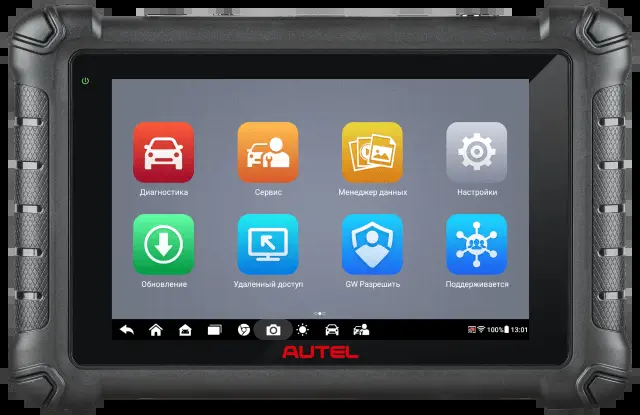 Диагностика
Сервис
Менеджер данных
Настройки
Обновление
Удаленный доступ
GW Разрешить
Поддерживается
100% 13:01
AUTEL